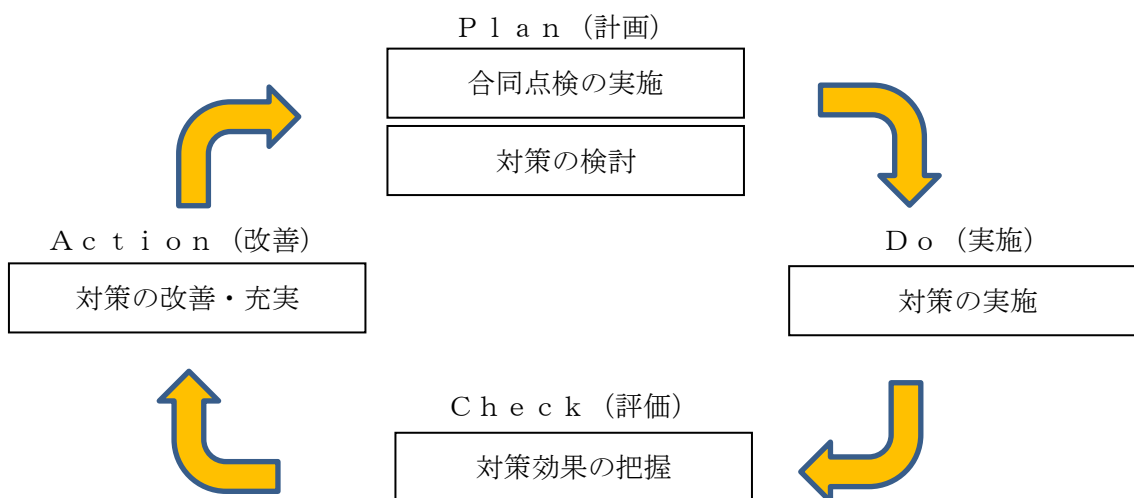 Ｐｌａｎ（計画）
合同点検の実施
対策の検討
Ａｃｔｉｏｎ（改善）
対策の改善・充実
Ｄｏ（実施）
対策の実施
Ｃｈｅｃｋ（評価）
対策効果の把握